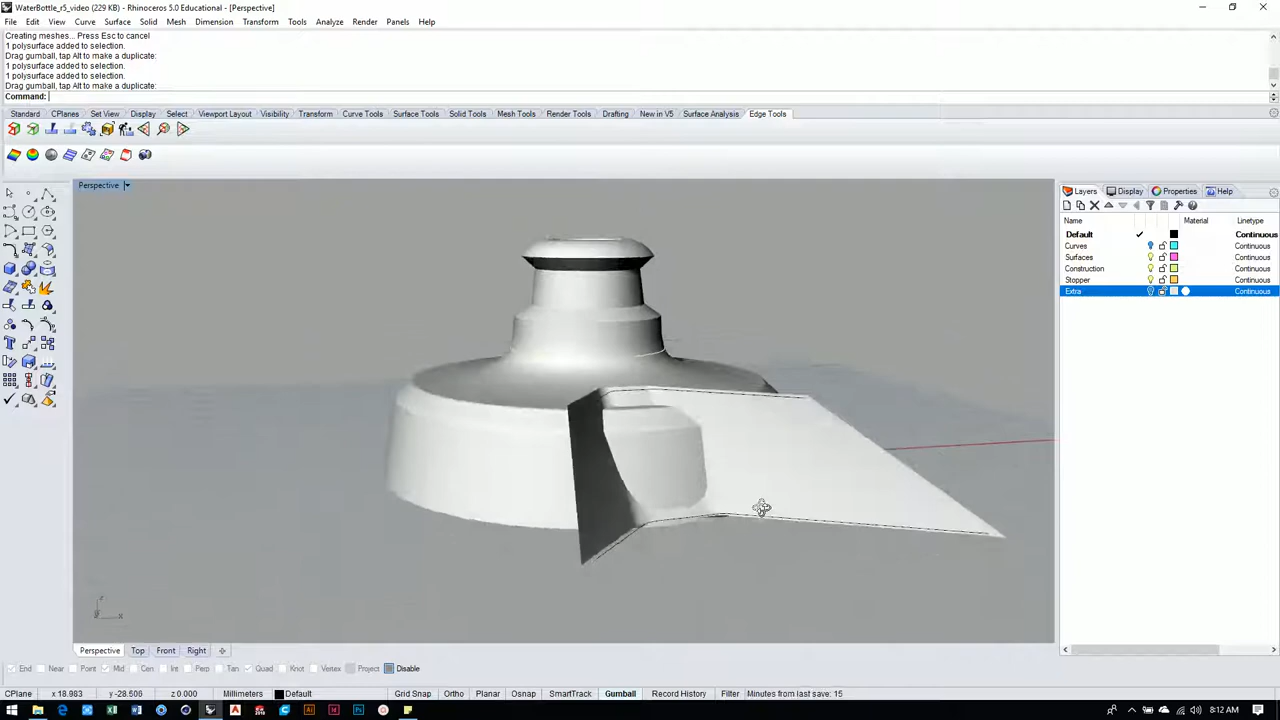 WaterBottle_r5_video (229 KB) - Rhinoceros 5.0 Educational - [Perspective]
File Edit View Curve Surface Solid Mesh Dimension Transform Tools Analyze Render Panels Help
Creating meshes... Press Esc to cancel
1 polysurface added to selection.
Drag gumball, tap Alt to make a duplicate:
1 polysurface added to selection.
1 polysurface added to selection.
Drag gumball, tap Alt to make a duplicate:
Command:
Standard CPlanes Set View Display Select Viewport Layout Visibility Transform Curve Tools Surface Tools Solid Tools Mesh Tools Render Tools Drafting New in V5 Surface Analysis Edge Tools
Perspective
Layers Display Properties Help
Name Material Linetype
Default Continuous
Curves Continuous
Surfaces Continuous
Construction Continuous
Stopper Continuous
Extra Continuous
z
x
Perspective Top Front Right
End Near Point Mid Cen Int Perp Tan Quad Knot Vertex Project Disable
CPlane x 18.983 y -28.506 z 0.000 Millimeters Default Grid Snap Ortho Planar Osnap SmartTrack Gumball Record History Filter Minutes from last save: 15
8:12 AM